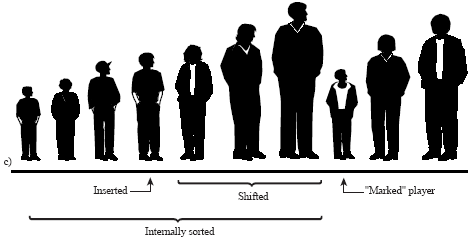 c)
Inserted
Shifted
"Marked" player
Internally sorted